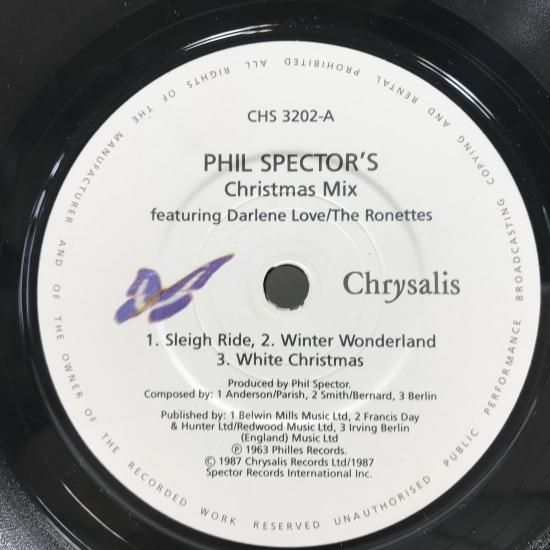 CHS 3202-A
PHIL SPECTOR'S
Christmas Mix
featuring Darlene Love/The Ronettes
Chrysalis
1. Sleigh Ride, 2. Winter Wonderland
3. White Christmas
Produced by Phil Spector.
Composed by: 1 Anderson/Parish, 2 Smith/Bernard, 3 Berlin
Published by: 1 Belwin Mills Music Ltd, 2 Francis Day
& Hunter Ltd/Redwood Music Ltd, 3 Irving Berlin
(England) Music Ltd
Ⓟ 1963 Philles Records.
© 1987 Chrysalis Records Ltd/1987
Spector Records International Inc.
ALL RIGHTS OF THE MANUFACTURER AND OF THE OWNER OF THE RECORDED WORK RESERVED UNAUTHORISED PUBLIC PERFORMANCE BROADCASTING COPYING AND RENTAL PROHIBITED